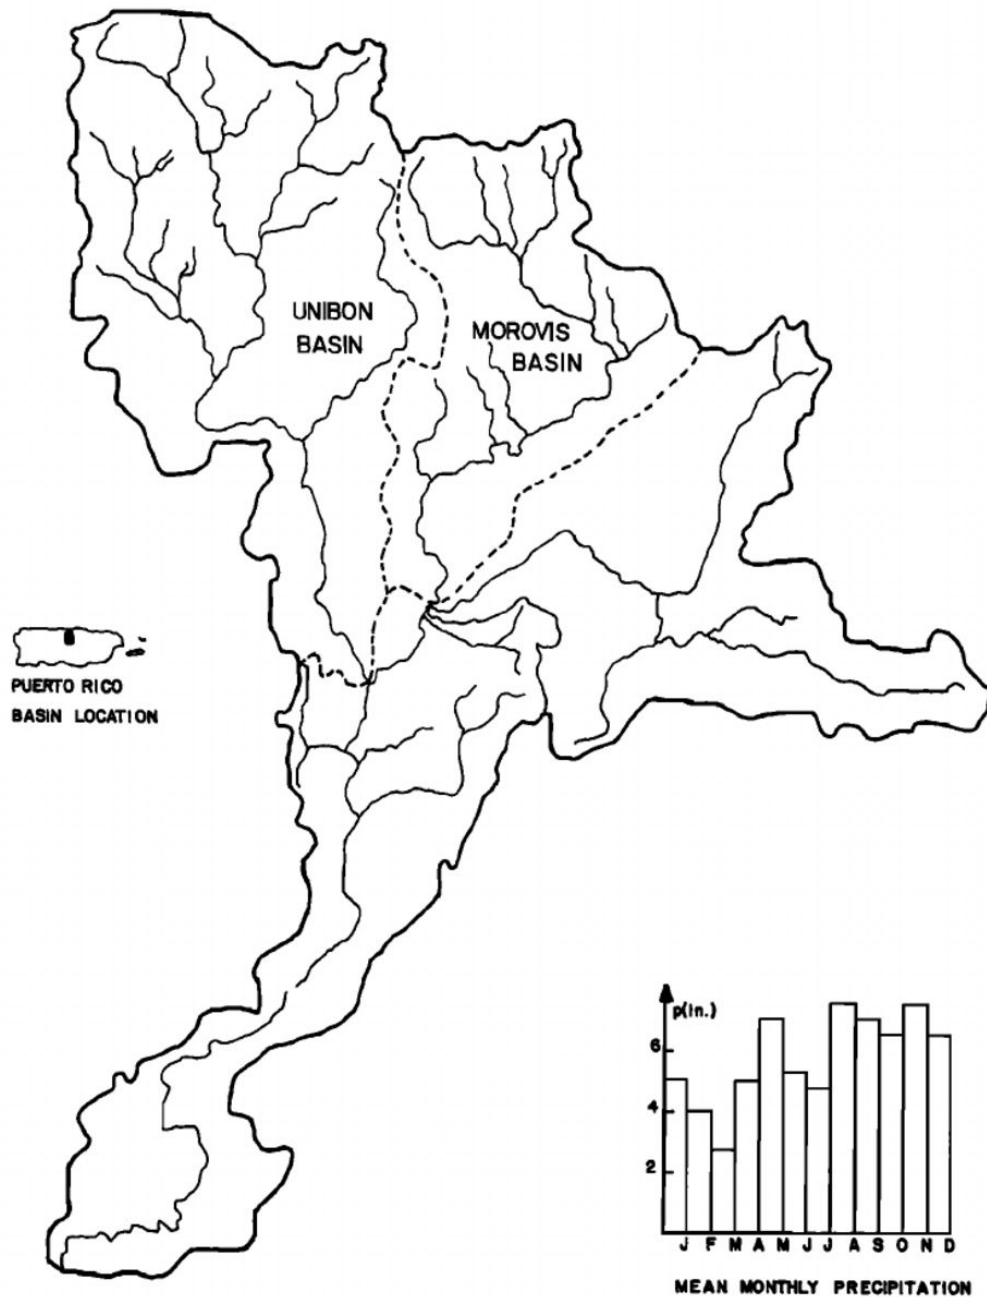 UNIBON
BASIN
MOROVIS
BASIN
PUERTO RICO
BASIN LOCATION
p(in.)
6
4
2
J F M A M J J A S O N D
MEAN MONTHLY PRECIPITATION